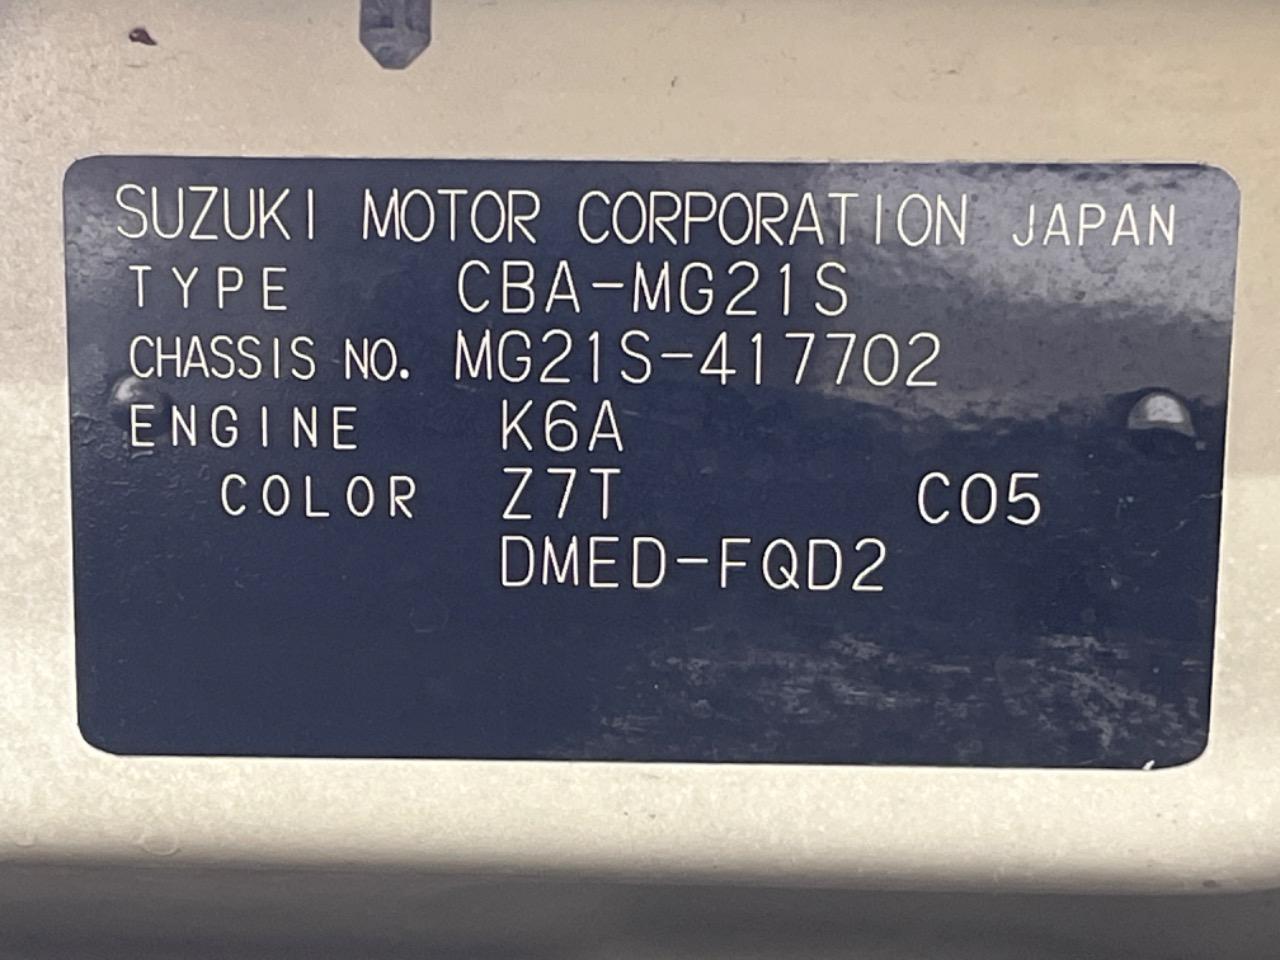 SUZUKI MOTOR CORPORATION JAPAN
TYPE CBA-MG21S
CHASSIS NO. MG21S-417702
ENGINE K6A
COLOR Z7T C05
DMED-FQD2